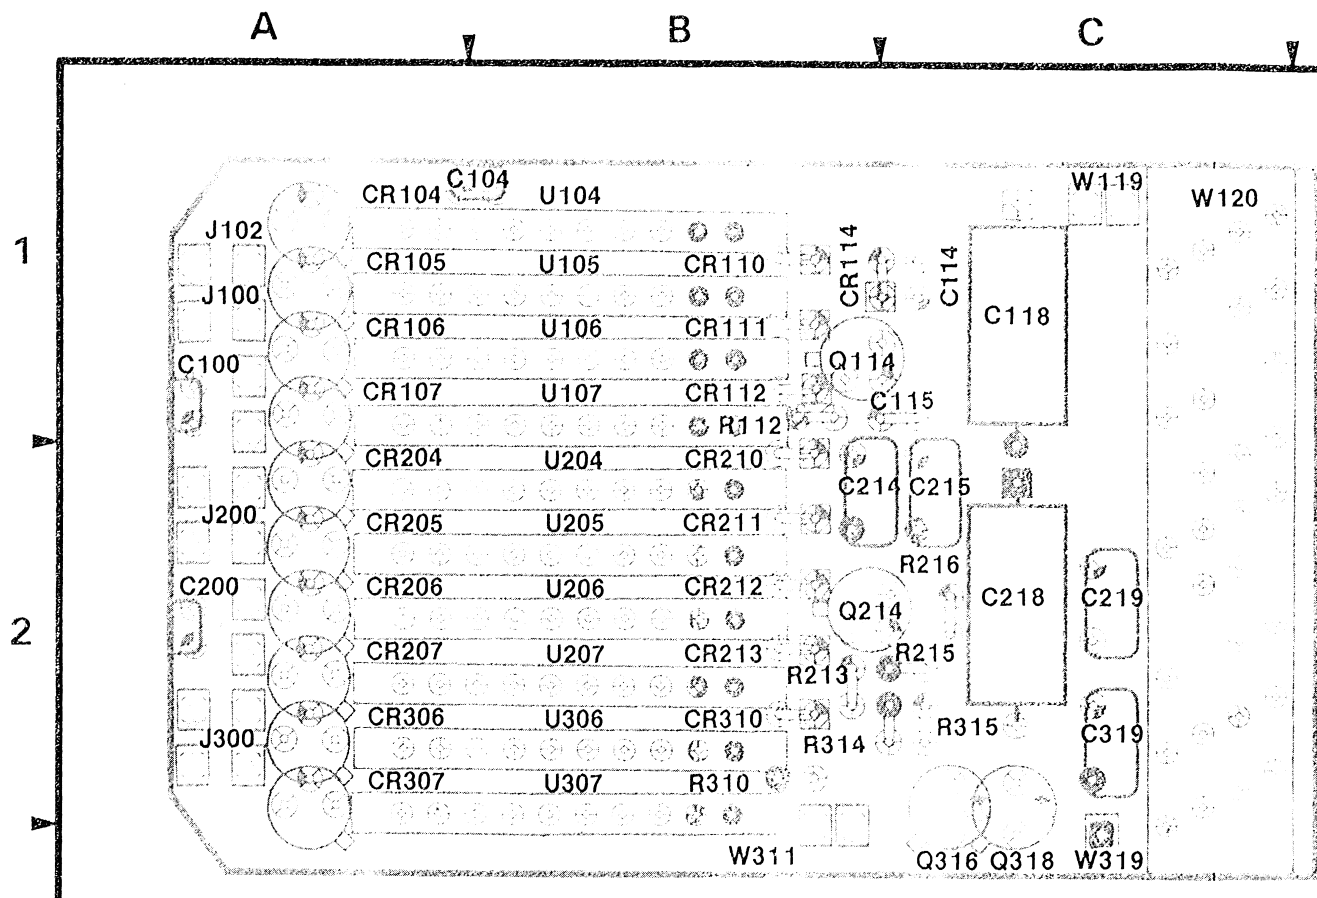 A B C
1
2
C104
CR104 U104
W119
W120
J102
CR105 U105 CR110
CR114
C114
J100
CR106 U106 CR111
C118
C100
Q114
CR107 U107 CR112
C115
R112
CR204 U204 CR210
C214 C215
J200
CR205 U205 CR211
R216
C200
CR206 U206 CR212
Q214
C218
C219
CR207 U207 CR213
R213
R215
CR306 U306 CR310
J300
R314
R315
C319
CR307 U307 R310
W311
Q316 Q318 W319